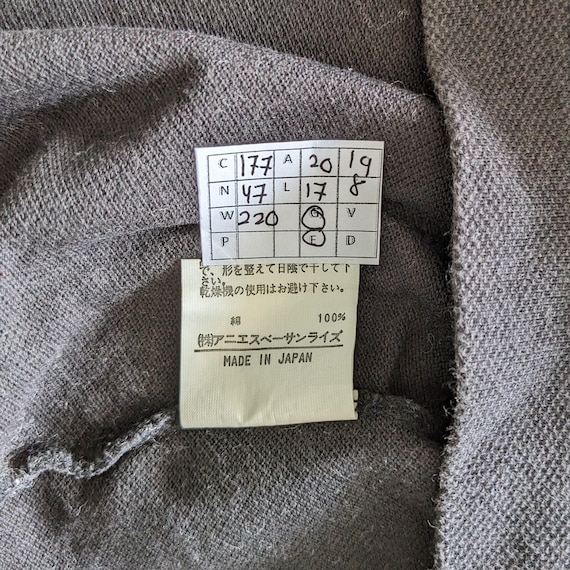 C 177 A 20 19
N 47 L 17 8
W 220 G V
P F D
で、形を整えて日陰で干して下
さい。
乾燥機の使用はお避け下さい。
綿 100%
㈱アニエスベーサンライズ
MADE IN JAPAN